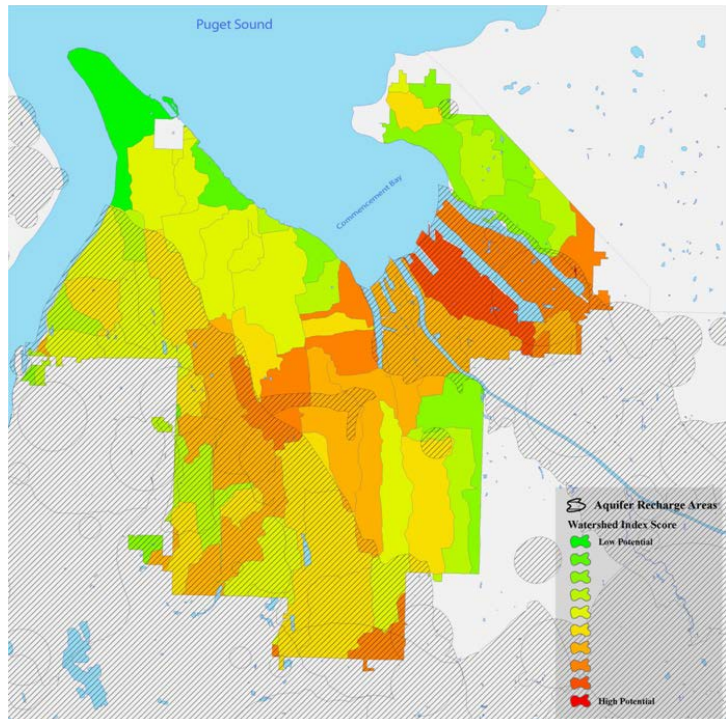 Puget Sound
Commencement Bay
Aquifer Recharge Areas
Watershed Index Score
Low Potential
High Potential